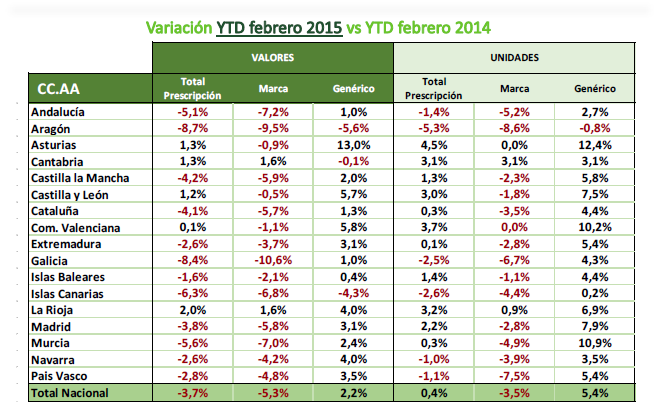 Variación YTD febrero 2015 vs YTD febrero 2014
VALORES UNIDADES
CC.AA Total Prescripción Marca Genérico Total Prescripción Marca Genérico
Andalucía -5,1% -7,2% 1,0% -1,4% -5,2% 2,7%
Aragón -8,7% -9,5% -5,6% -5,3% -8,6% -0,8%
Asturias 1,3% -0,9% 13,0% 4,5% 0,0% 12,4%
Cantabria 1,3% 1,6% -0,1% 3,1% 3,1% 3,1%
Castilla la Mancha -4,2% -5,9% 2,0% 1,3% -2,3% 5,8%
Castilla y León 1,2% -0,5% 5,7% 3,0% -1,8% 7,5%
Cataluña -4,1% -5,7% 1,3% 0,3% -3,5% 4,4%
Com. Valenciana 0,1% -1,1% 5,8% 3,7% 0,0% 10,2%
Extremadura -2,6% -3,7% 3,1% 0,1% -2,8% 5,4%
Galicia -8,4% -10,6% 1,0% -2,5% -6,7% 4,3%
Islas Baleares -1,6% -2,1% 0,4% 1,4% -1,1% 4,4%
Islas Canarias -6,3% -6,8% -4,3% -2,6% -4,4% 0,2%
La Rioja 2,0% 1,6% 4,0% 3,2% 0,9% 6,9%
Madrid -3,8% -5,8% 3,1% 2,2% -2,8% 7,9%
Murcia -5,6% -7,0% 2,4% 0,3% -4,9% 10,9%
Navarra -2,6% -4,2% 4,0% -1,0% -3,9% 3,5%
Pais Vasco -2,8% -4,8% 3,5% -1,1% -7,5% 5,4%
Total Nacional -3,7% -5,3% 2,2% 0,4% -3,5% 5,4%